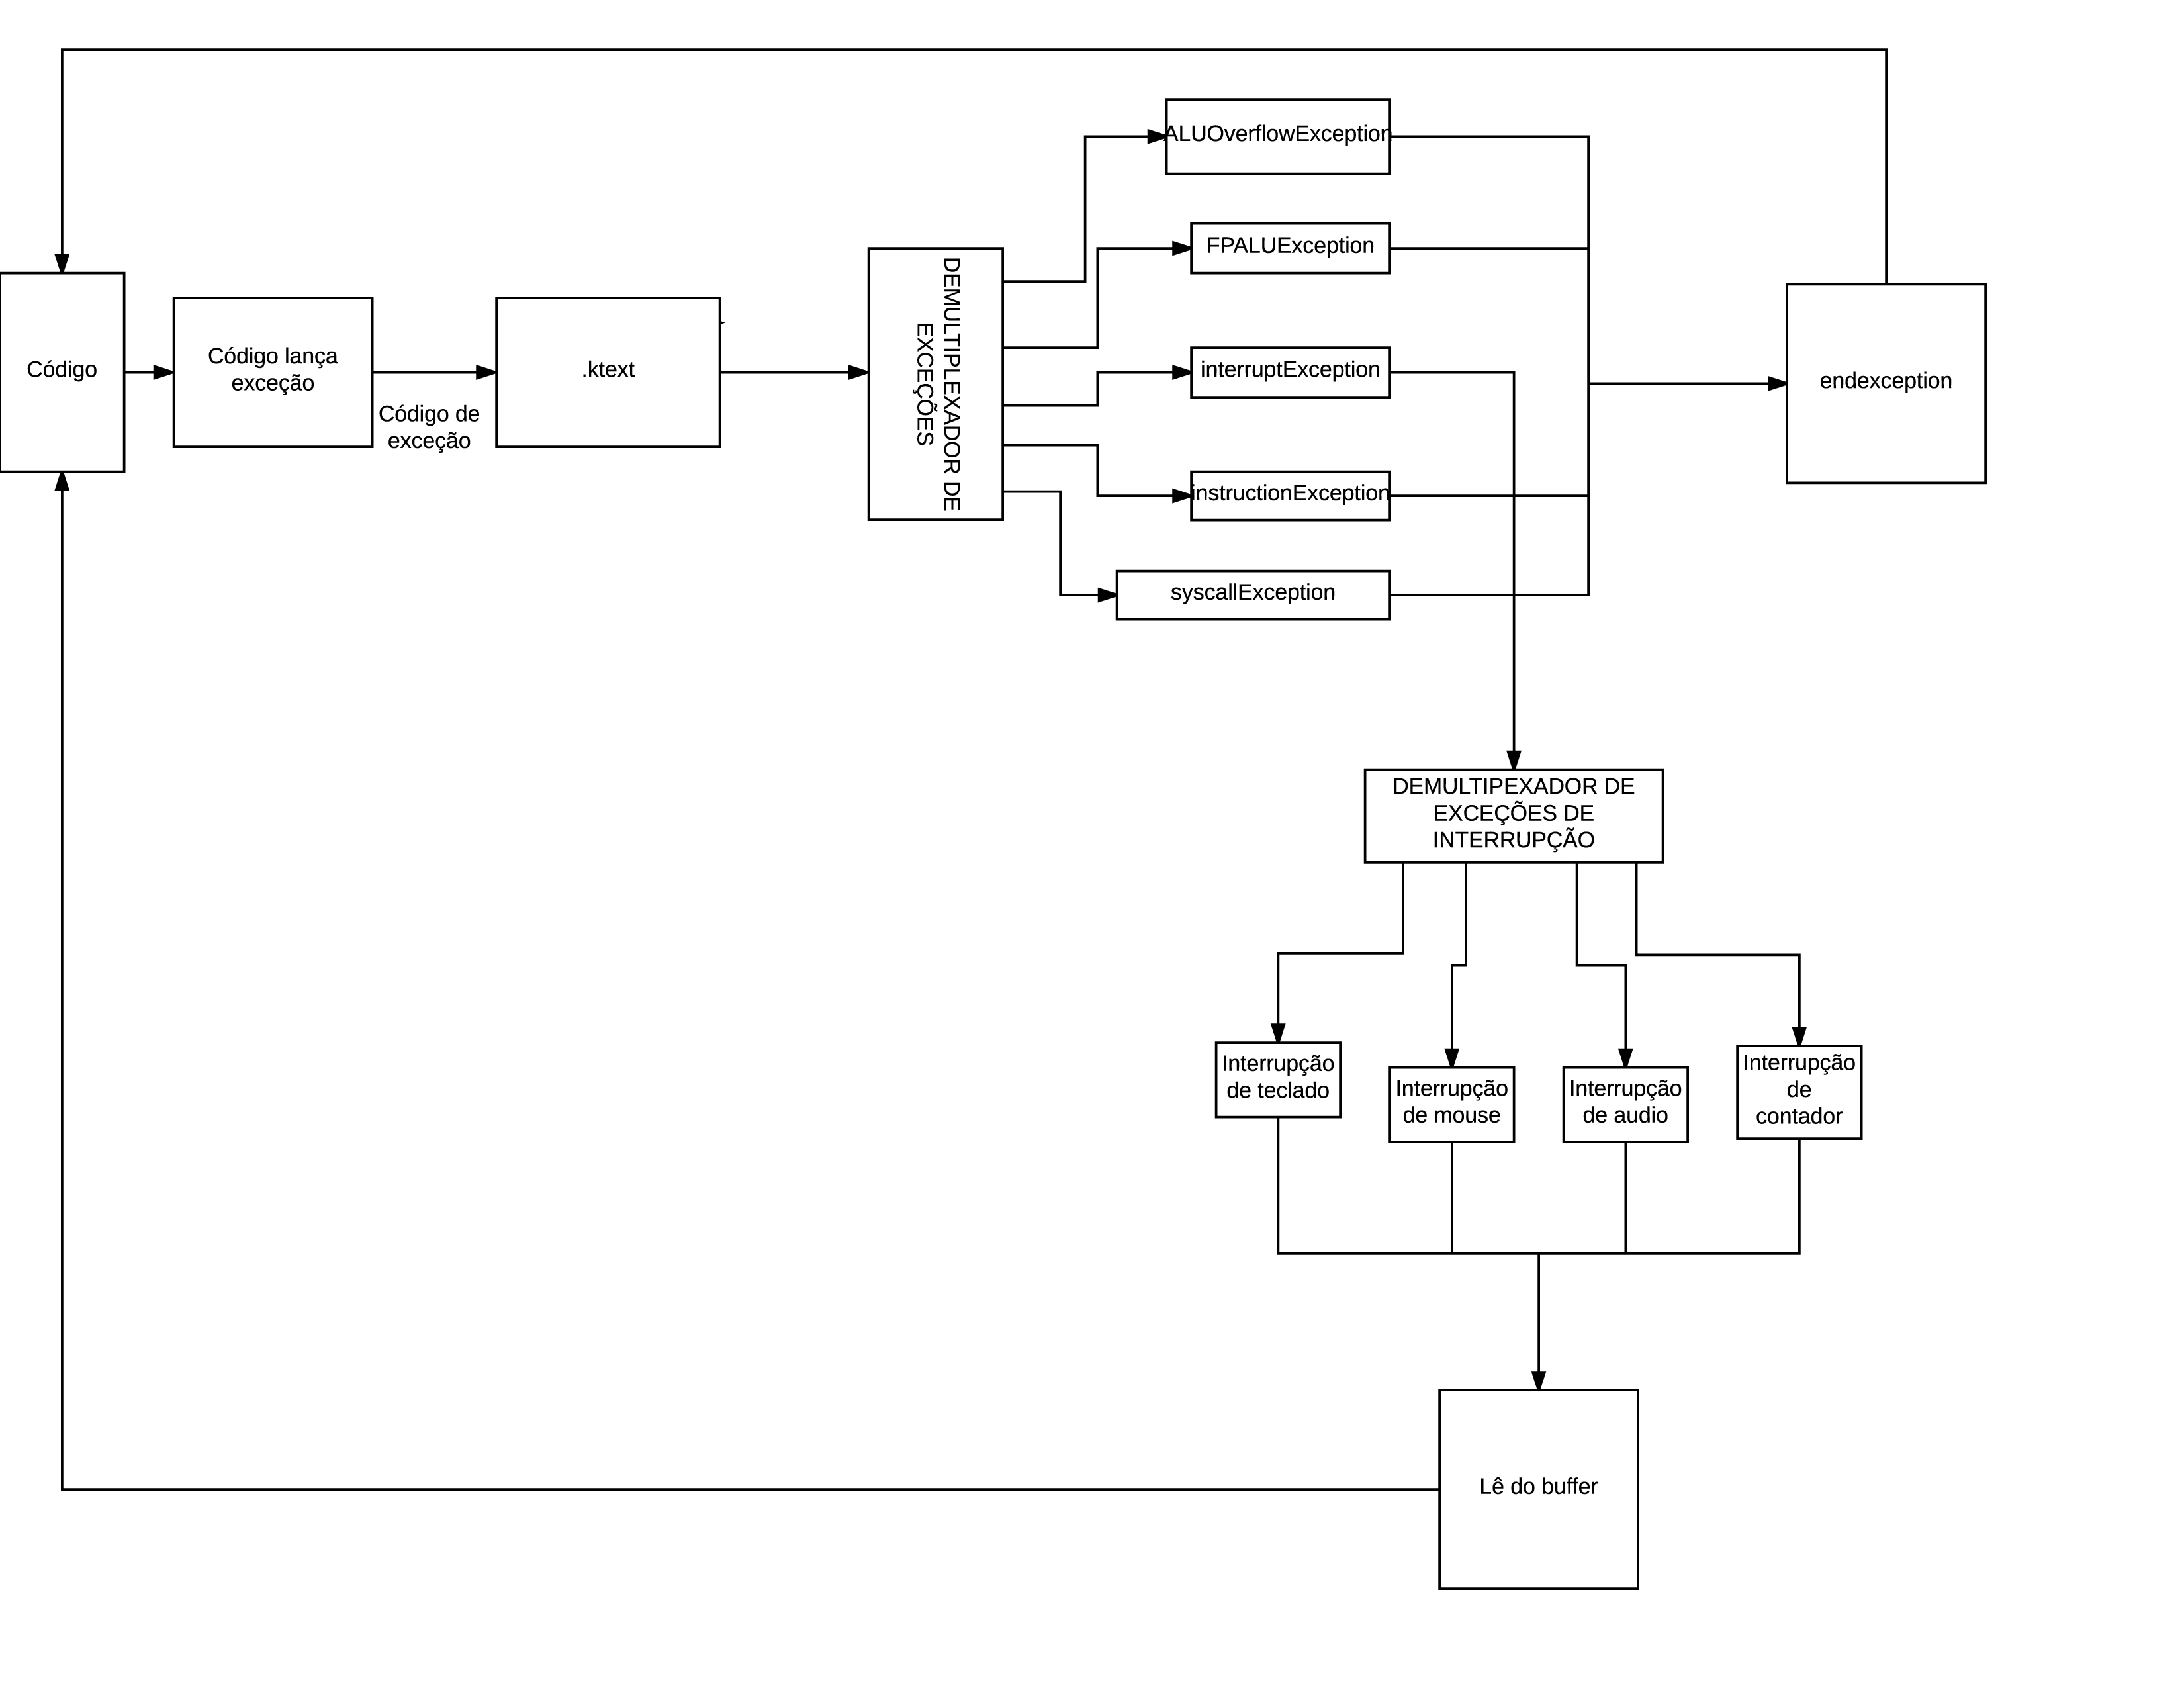 ALUOverflowException
FPALUException
Código
Código lança
exceção
Código de
exceção
.ktext
DEMULTIPLEXADOR DE
EXCEÇÕES
interruptException
instructionException
syscallException
endexception
DEMULTIPEXADOR DE
EXCEÇÕES DE
INTERRUPÇÃO
Interrupção
de teclado
Interrupção
de mouse
Interrupção
de audio
Interrupção
de
contador
Lê do buffer